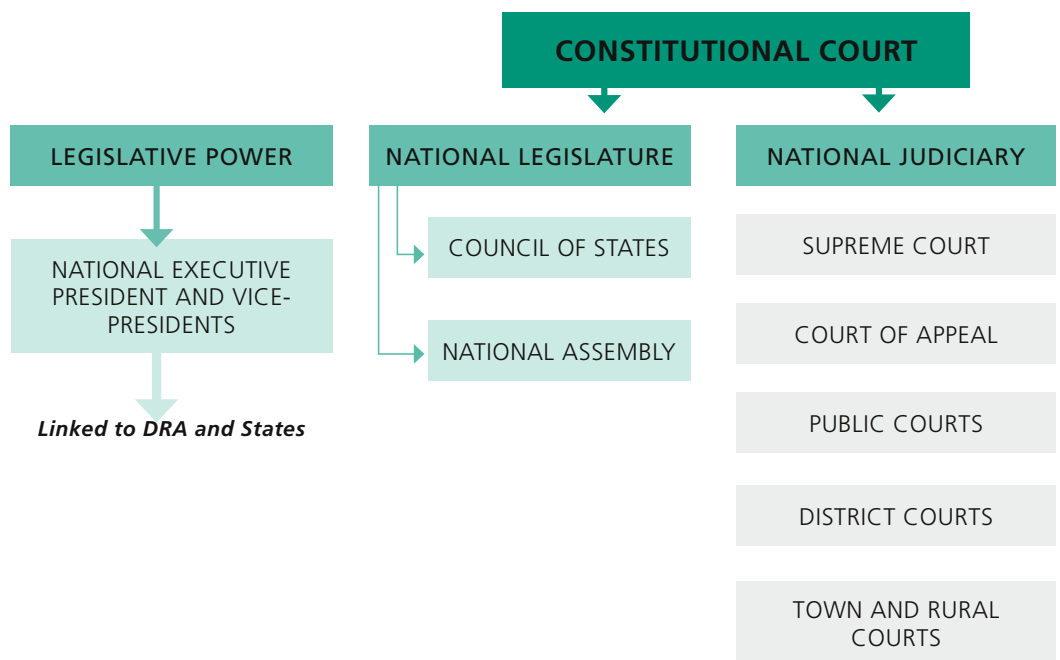 CONSTITUTIONAL COURT
LEGISLATIVE POWER
NATIONAL EXECUTIVE
PRESIDENT AND VICE-
PRESIDENTS
Linked to DRA and States
NATIONAL LEGISLATURE
COUNCIL OF STATES
NATIONAL ASSEMBLY
NATIONAL JUDICIARY
SUPREME COURT
COURT OF APPEAL
PUBLIC COURTS
DISTRICT COURTS
TOWN AND RURAL
COURTS